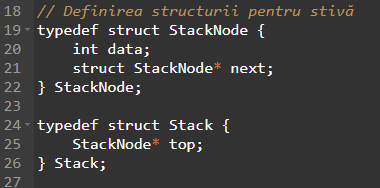 18 // Definirea structurii pentru stivă
19 typedef struct StackNode {
20     int data;
21     struct StackNode* next;
22 } StackNode;
23
24 typedef struct Stack {
25     StackNode* top;
26 } Stack;
27